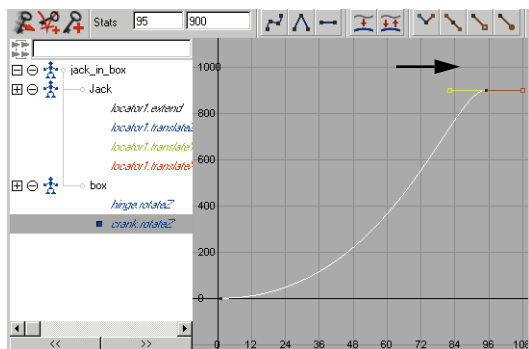 Stats 95 900
jack_in_box
Jack
locator1.extend
locator1.translate
locator1.translate
locator1.translate
box
hinge.rotateZ
crank.rotateZ
<< >>
1000
800
600
400
200
0
0 12 24 36 48 60 72 84 96 108